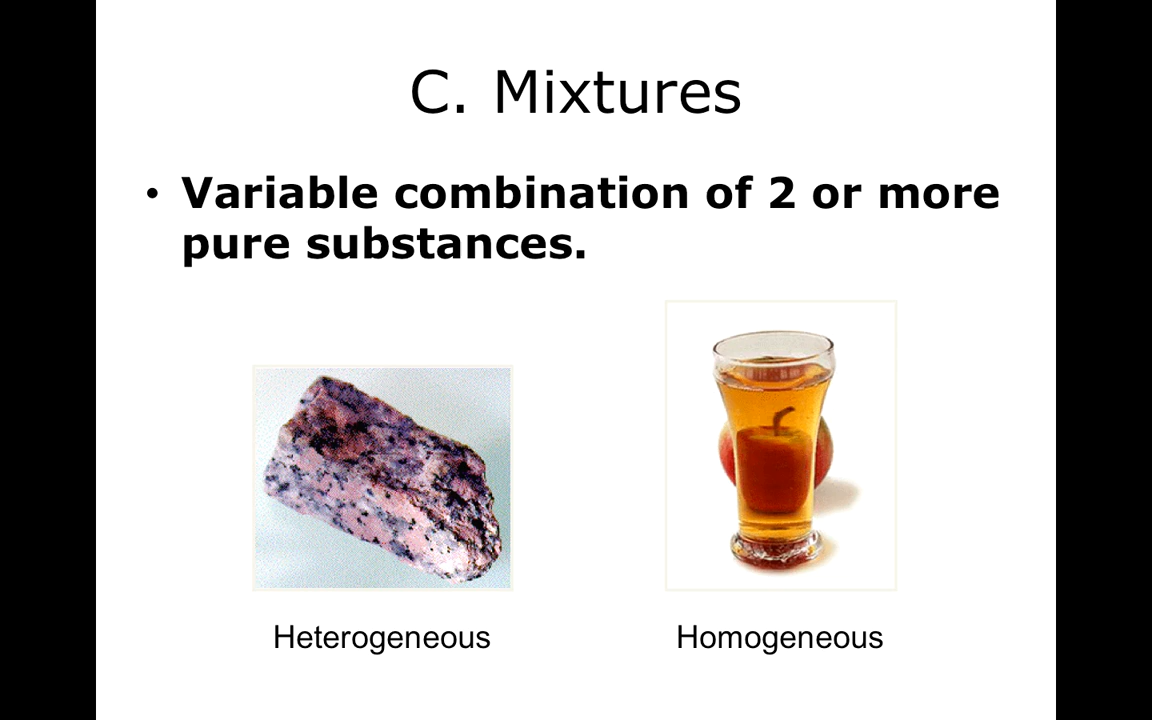 C. Mixtures
• Variable combination of 2 or more
pure substances.
Heterogeneous
Homogeneous